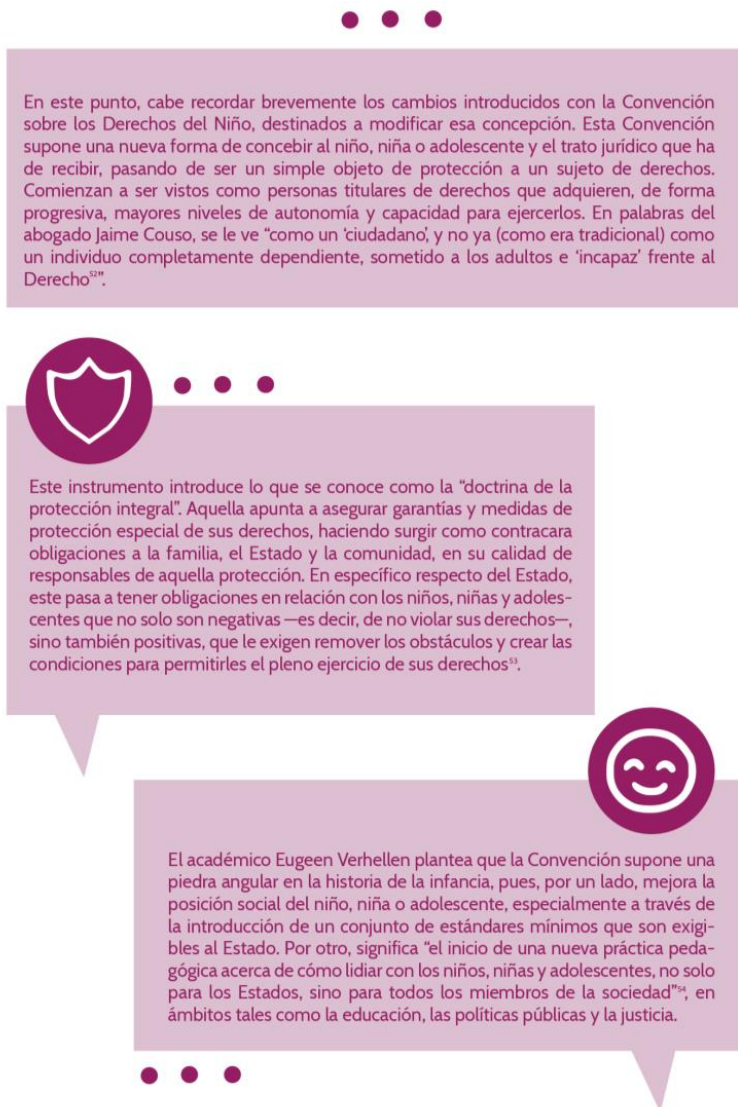 En este punto, cabe recordar brevemente los cambios introducidos con la Convención
sobre los Derechos del Niño, destinados a modificar esa concepción. Esta Convención
supone una nueva forma de concebir al niño, niña o adolescente y el trato jurídico que ha
de recibir, pasando de ser un simple objeto de protección a un sujeto de derechos.
Comienzan a ser vistos como personas titulares de derechos que adquieren, de forma
progresiva, mayores niveles de autonomía y capacidad para ejercerlos. En palabras del
abogado Jaime Couso, se le ve “como un ‘ciudadano’, y no ya (como era tradicional) como
un individuo completamente dependiente, sometido a los adultos e ‘incapaz’ frente al
Derecho⁵²”.
Este instrumento introduce lo que se conoce como la “doctrina de la
protección integral”. Aquella apunta a asegurar garantías y medidas de
protección especial de sus derechos, haciendo surgir como contracara
obligaciones a la familia, el Estado y la comunidad, en su calidad de
responsables de aquella protección. En específico respecto del Estado,
este pasa a tener obligaciones en relación con los niños, niñas y adoles-
centes que no solo son negativas —es decir, de no violar sus derechos—,
sino también positivas, que le exigen remover los obstáculos y crear las
condiciones para permitirles el pleno ejercicio de sus derechos⁵³.
El académico Eugeen Verhellen plantea que la Convención supone una
piedra angular en la historia de la infancia, pues, por un lado, mejora la
posición social del niño, niña o adolescente, especialmente a través de
la introducción de un conjunto de estándares mínimos que son exigi-
bles al Estado. Por otro, significa “el inicio de una nueva práctica peda-
gógica acerca de cómo lidiar con los niños, niñas y adolescentes, no solo
para los Estados, sino para todos los miembros de la sociedad”⁵⁴, en
ámbitos tales como la educación, las políticas públicas y la justicia.